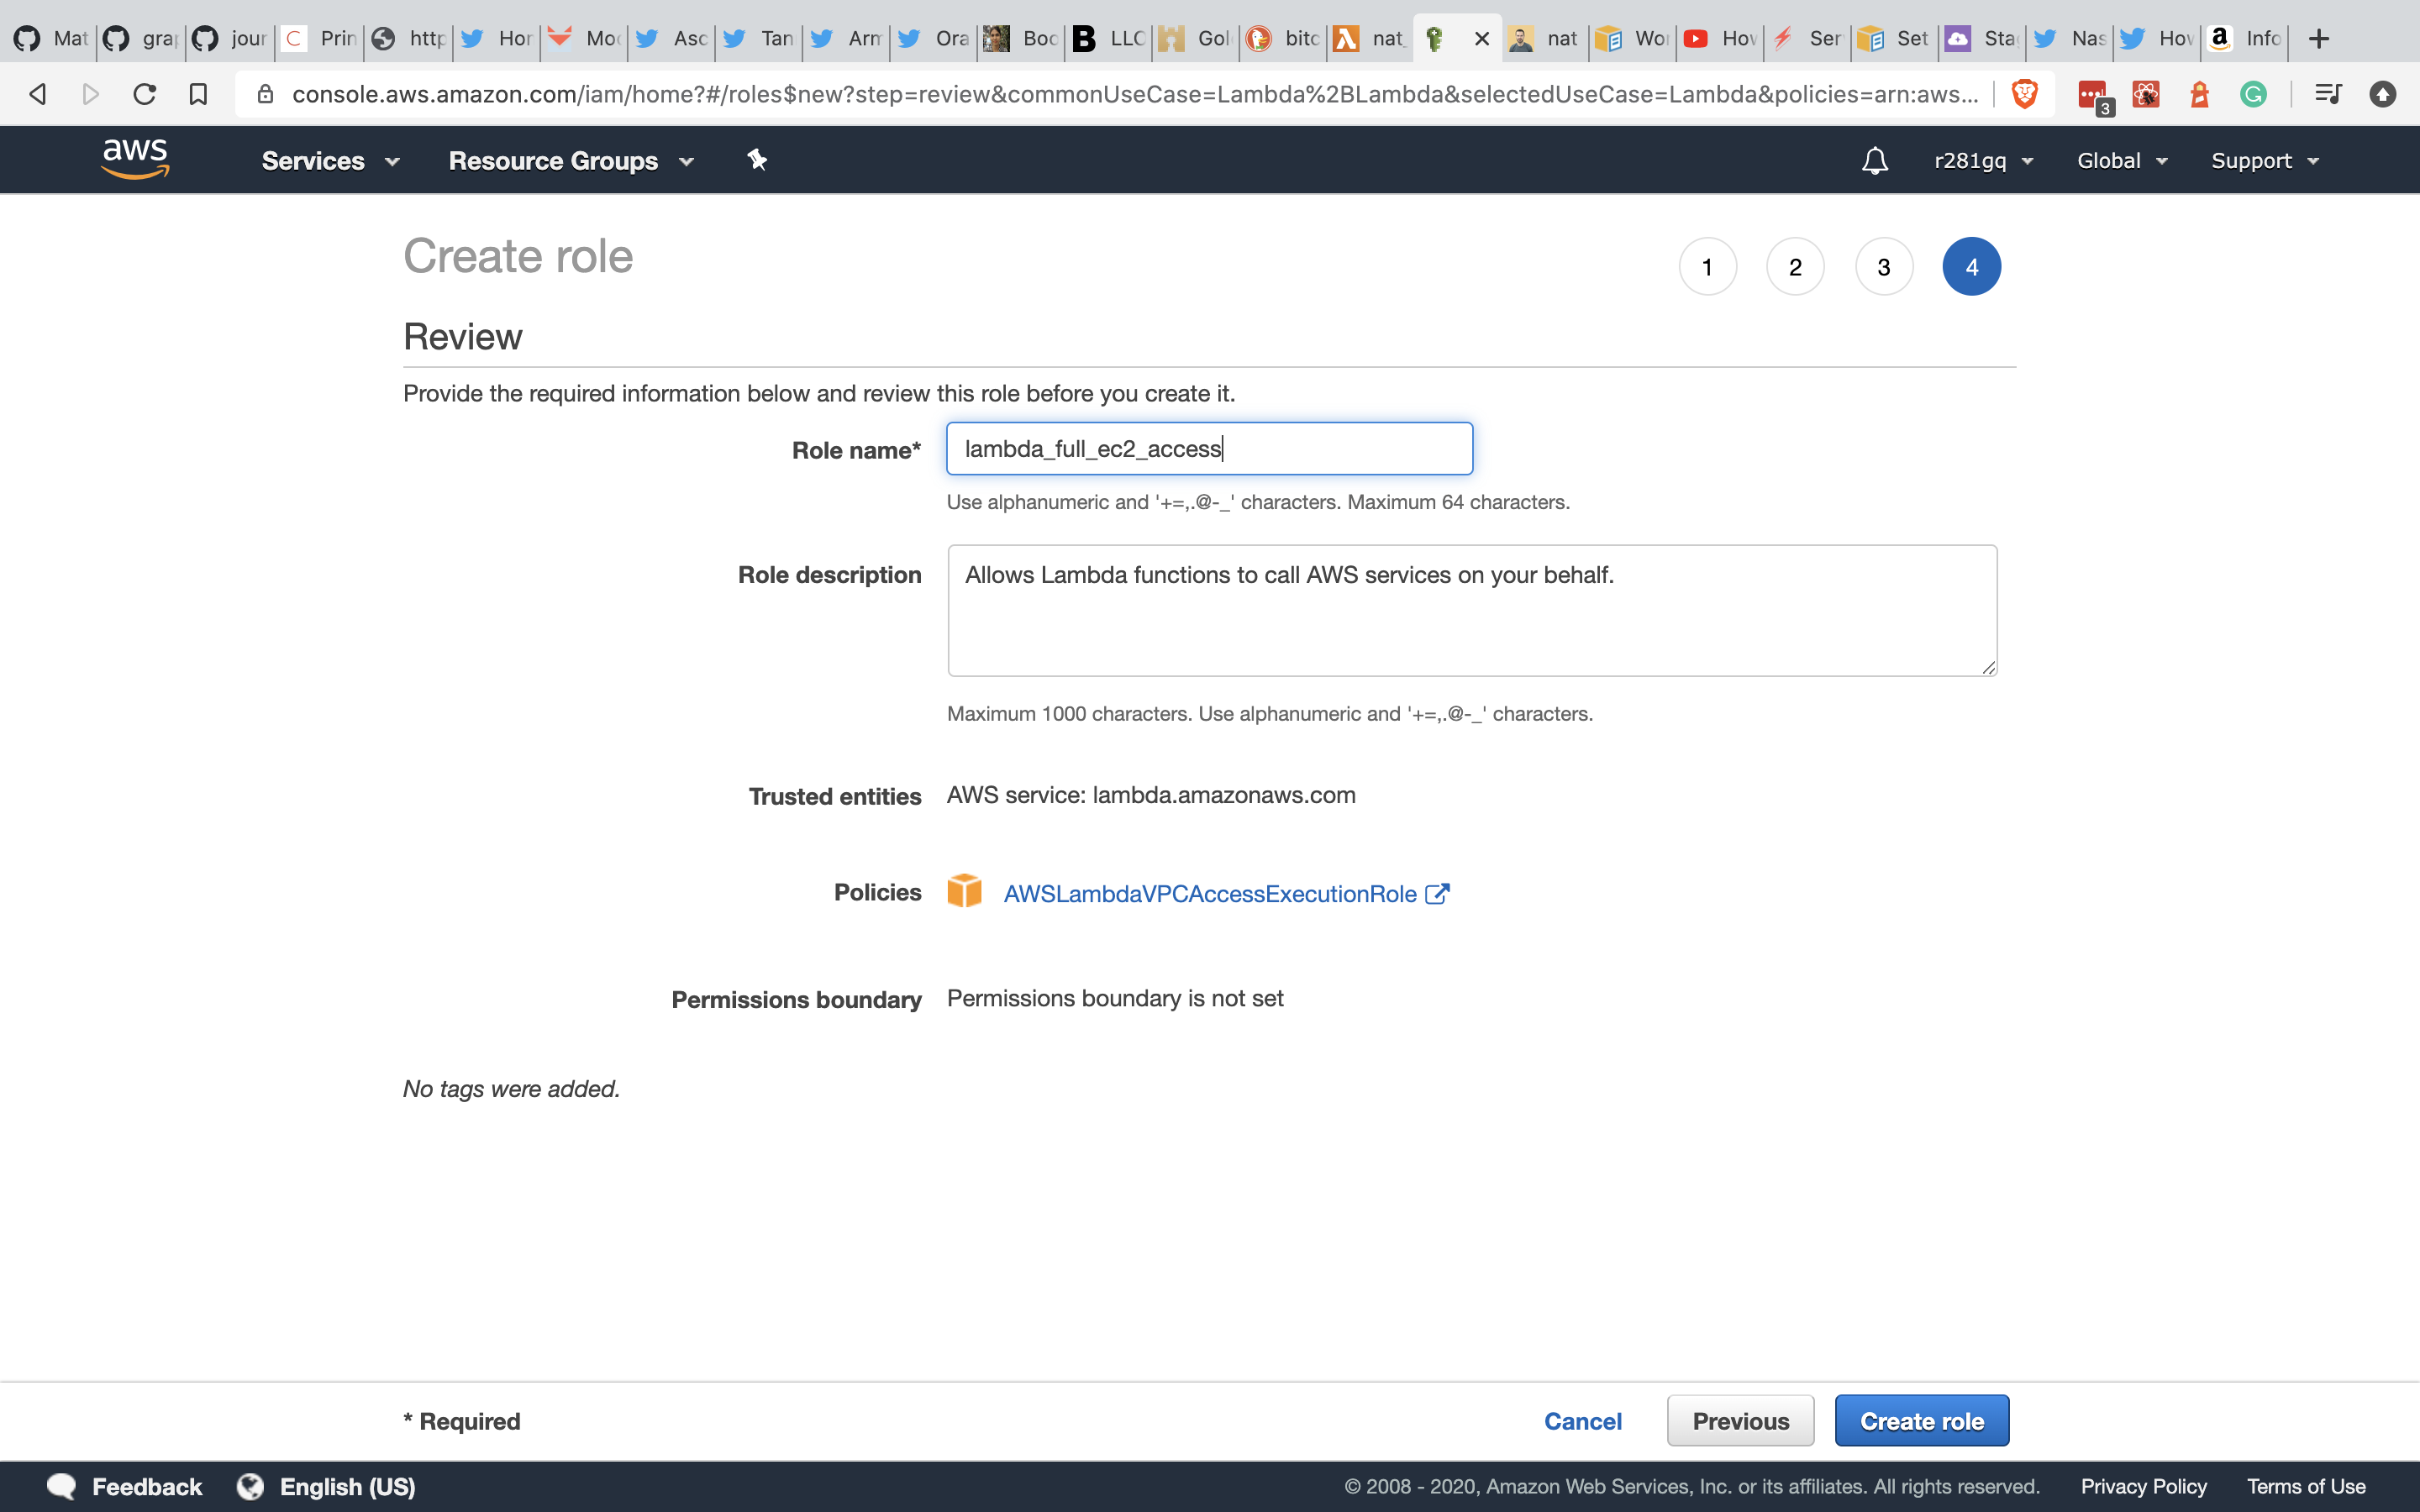 Mat
gra
jour
C
Prin
http
Hor
Moc
Asc
Tan
Arm
Ora
Boc
B
LLC
Gol
bitc
nat_
nat
Wor
How
Ser
Set
Sta
Nas
How
a
Info
console.aws.amazon.com/iam/home?#/roles$new?step=review&commonUseCase=Lambda%2BLambda&selectedUseCase=Lambda&policies=arn:aws...
3
G
aws
Services
Resource Groups
r281gq
Global
Support
Create role
1
2
3
4
Review
Provide the required information below and review this role before you create it.
Role name*
lambda_full_ec2_access
Use alphanumeric and '+=,.@-_' characters. Maximum 64 characters.
Role description
Allows Lambda functions to call AWS services on your behalf.
Maximum 1000 characters. Use alphanumeric and '+=,.@-_' characters.
Trusted entities
AWS service: lambda.amazonaws.com
Policies
AWSLambdaVPCAccessExecutionRole
Permissions boundary
Permissions boundary is not set
No tags were added.
* Required
Cancel
Previous
Create role
Feedback
English (US)
© 2008 - 2020, Amazon Web Services, Inc. or its affiliates. All rights reserved.
Privacy Policy
Terms of Use